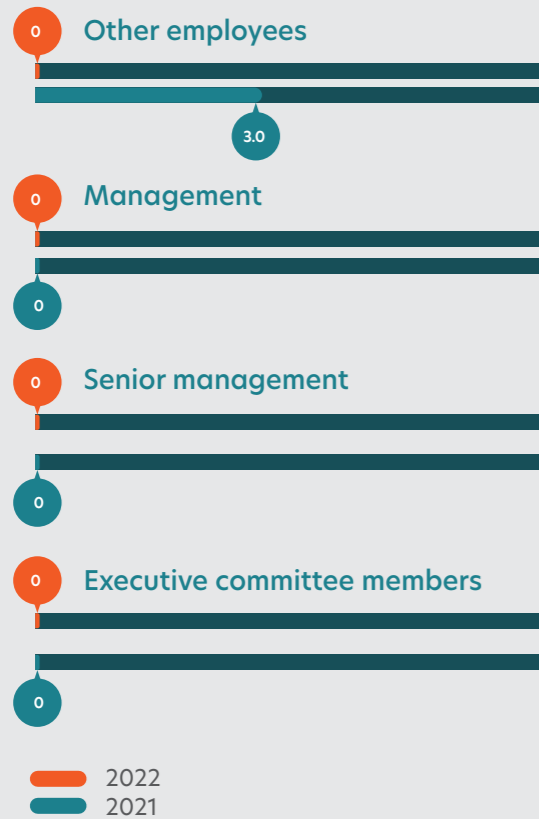 0 Other employees
3.0
0 Management
0
0 Senior management
0
0 Executive committee members
0
2022
2021